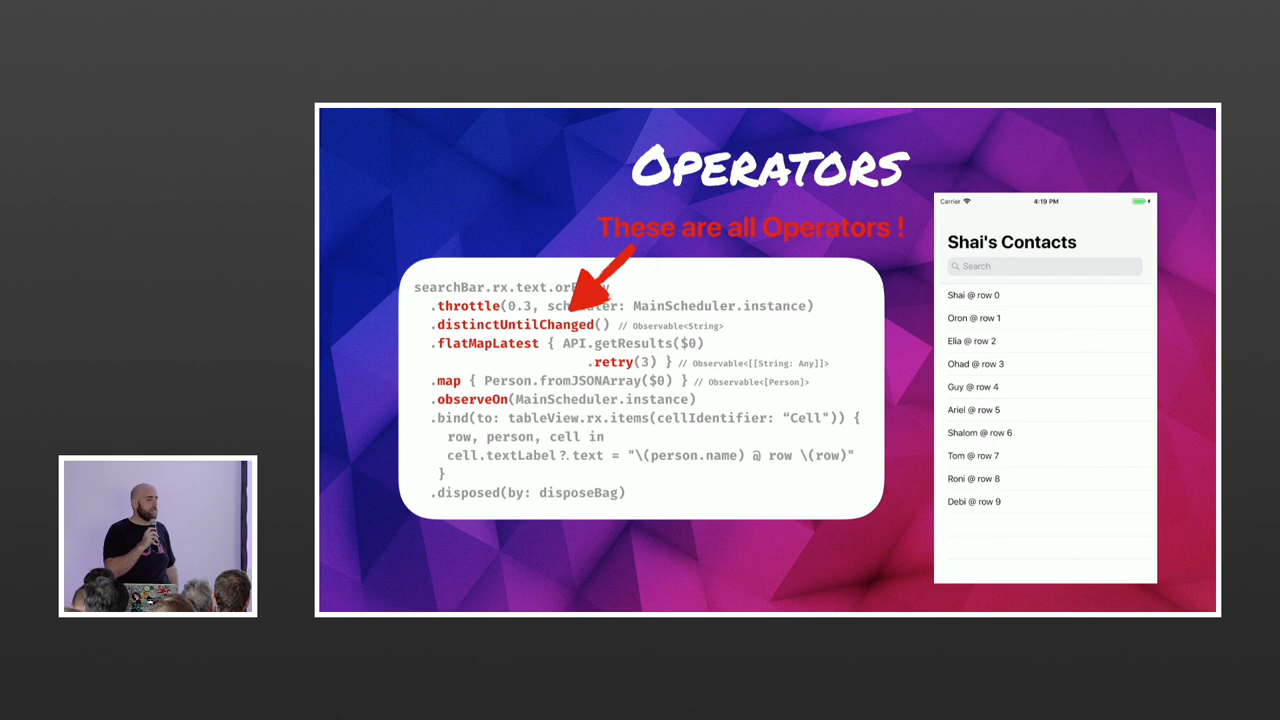 OPERATORS
These are all Operators !
searchBar.rx.text.or
.throttle(0.3, scheduler: MainScheduler.instance)
.distinctUntilChanged() // Observable<String>
.flatMapLatest { API.getResults($0)
.retry(3) } // Observable<[[String: Any]]>
.map { Person.fromJSONArray($0) } // Observable<[Person]>
.observeOn(MainScheduler.instance)
.bind(to: tableView.rx.items(cellIdentifier: “Cell")) {
row, person, cell in
cell.textLabel?.text = "\(person.name) @ row \(row)"
}
.disposed(by: disposeBag)
Carrier 4:19 PM
Shai's Contacts
Search
Shai @ row 0
Oron @ row 1
Elia @ row 2
Ohad @ row 3
Guy @ row 4
Ariel @ row 5
Shalom @ row 6
Tom @ row 7
Roni @ row 8
Debi @ row 9